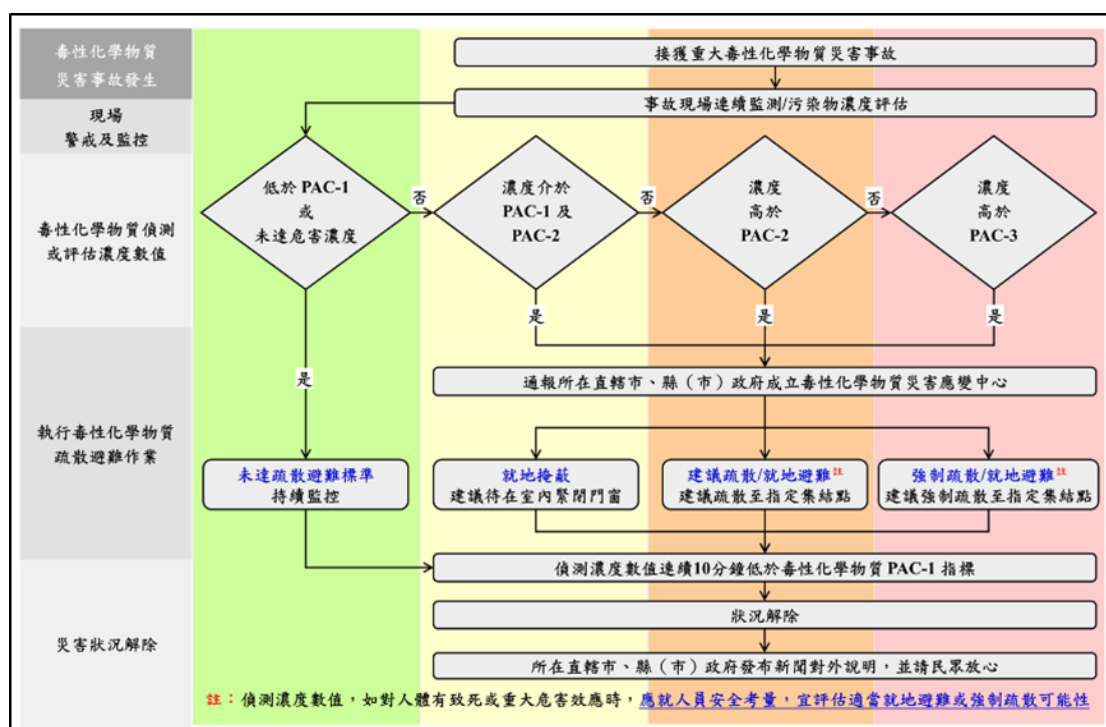 毒性化學物質
災害事故發生
接獲重大毒性化學物質災害事故
現場
警戒及監控
事故現場連續監測/污染物濃度評估
毒性化學物質偵測
或評估濃度數值
低於 PAC-1
或
未達危害濃度
否
濃度介於
PAC-1 及
PAC-2
否
濃度
高於
PAC-2
否
濃度
高於
PAC-3
是
是
是
是
執行毒性化學物質
疏散避難作業
通報所在直轄市、縣（市）政府成立毒性化學物質災害應變中心
未達疏散避難標準
持續監控
就地掩蔽
建議待在室內緊閉門窗
建議疏散/就地避難註
建議疏散至指定集結點
強制疏散/就地避難註
建議強制疏散至指定集結點
災害狀況解除
偵測濃度數值連續10分鐘低於毒性化學物質 PAC-1 指標
狀況解除
所在直轄市、縣（市）政府發布新聞對外說明，並請民眾放心
註：偵測濃度數值，如對人體有致死或重大危害效應時，應就人員安全考量，宜評估適當就地避難或強制疏散可能性